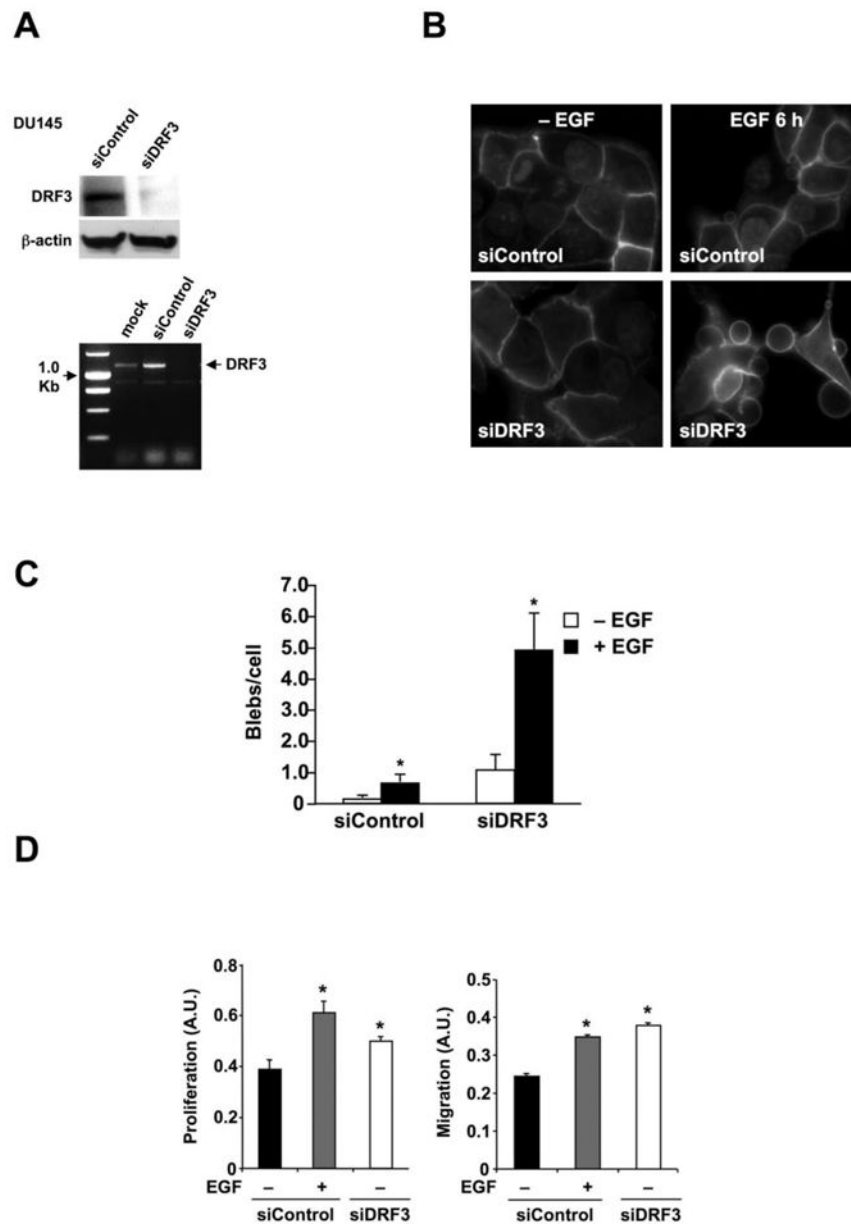 A
DU145
siControl
siDRF3
DRF3
β-actin
mock
siControl
siDRF3
1.0
Kb
DRF3
B
– EGF
EGF 6 h
siControl
siControl
siDRF3
siDRF3
C
Blebs/cell
7.0
6.0
5.0
4.0
3.0
2.0
1.0
0
*
*
– EGF
+ EGF
siControl
siDRF3
D
Proliferation (A.U.)
0.8
0.6
0.4
0.2
0
*
*
EGF – + –
siControl siDRF3
Migration (A.U.)
0.5
0.4
0.3
0.2
0.1
0
*
*
EGF – + –
siControl siDRF3